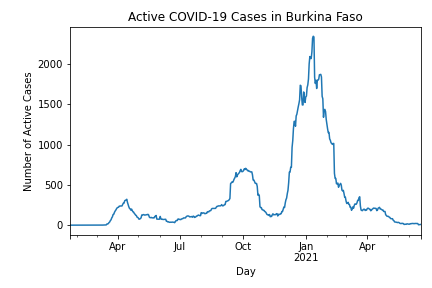 Active COVID-19 Cases in Burkina Faso
Number of Active Cases
2000
1500
1000
500
0
Apr Jul Oct Jan Apr
2021
Day